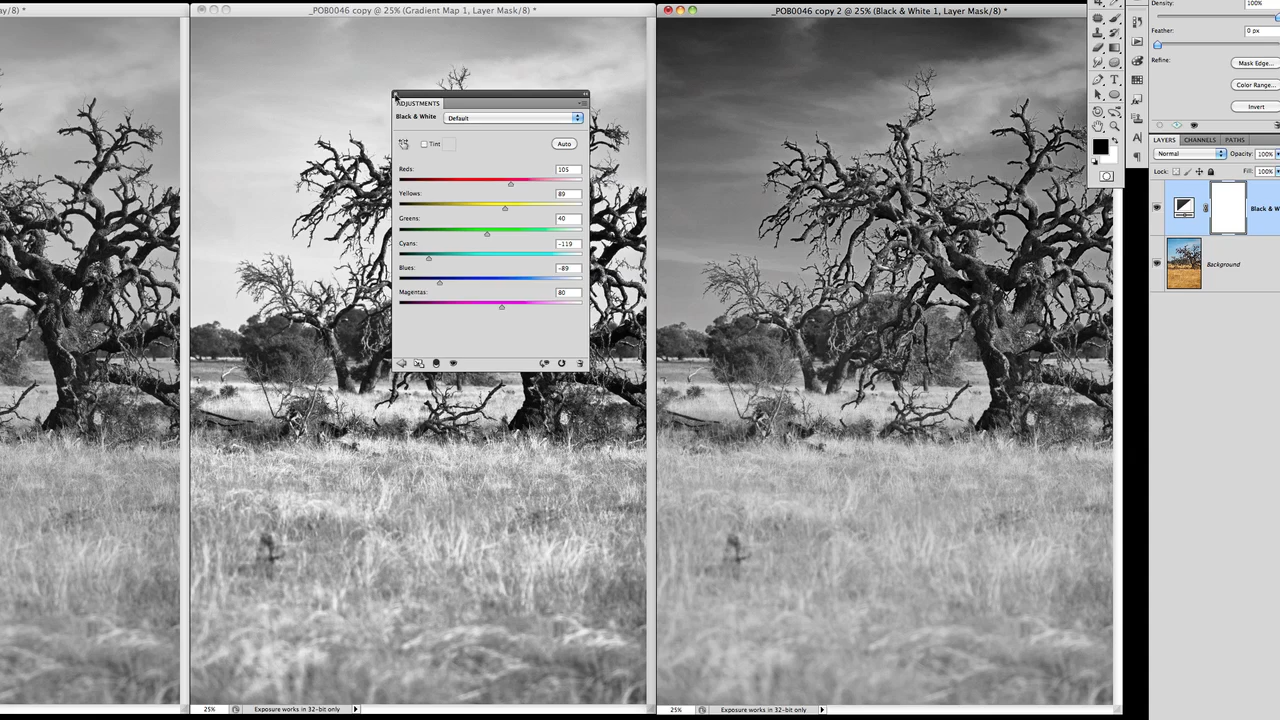 ay/8) *
_POB0046 copy @ 25% (Gradient Map 1, Layer Mask/8) *
_POB0046 copy 2 @ 25% (Black & White 1, Layer Mask/8) *
ADJUSTMENTS
Black & White
Default
Tint
Auto
Reds:
105
Yellows:
89
Greens:
40
Cyans:
-119
Blues:
-89
Magentas:
80
Density:
100%
Feather:
0 px
Refine:
Mask Edge...
Color Range...
Invert
LAYERS CHANNELS PATHS
Normal
Opacity: 100%
Lock:
Fill: 100%
Black & W
Background
25%
Exposure works in 32-bit only
25%
Exposure works in 32-bit only